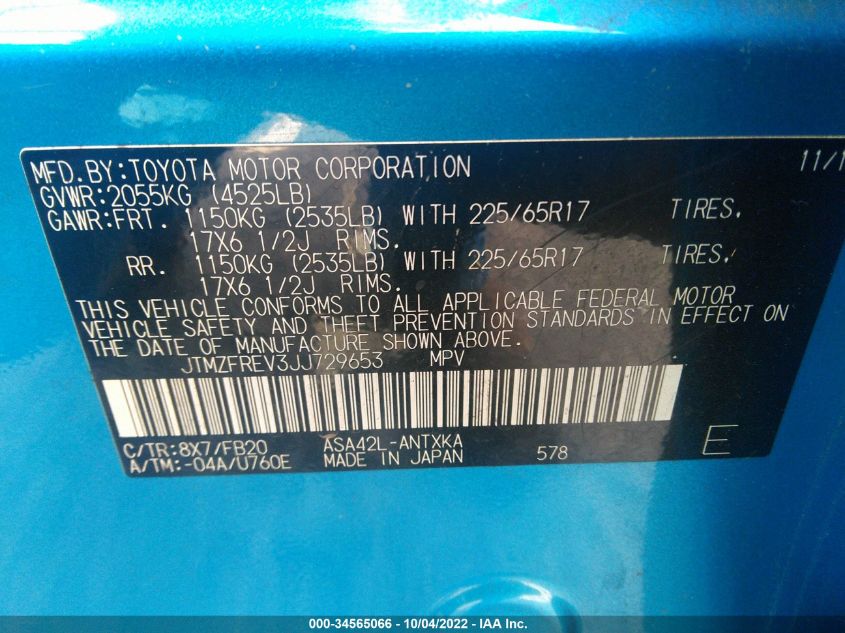 MFD.BY:TOYOTA MOTOR CORPORATION 11/1
GVWR:2055KG (4525LB)
GAWR:FRT. 1150KG (2535LB) WITH 225/65R17 TIRES.
17X6 1/2J RIMS.
RR. 1150KG (2535LB) WITH 225/65R17 TIRES.
17X6 1/2J RIMS.
THIS VEHICLE CONFORMS TO ALL APPLICABLE FEDERAL MOTOR
VEHICLE SAFETY AND THEFT PREVENTION STANDARDS IN EFFECT ON
THE DATE OF MANUFACTURE SHOWN ABOVE.
JTMZFREV3JJ729653 MPV
C/TR:8X7/FB20 ASA42L-ANTXKA
A/TM:-04A/U760E MADE IN JAPAN 578 E
000-34565066 - 10/04/2022 - IAA Inc.